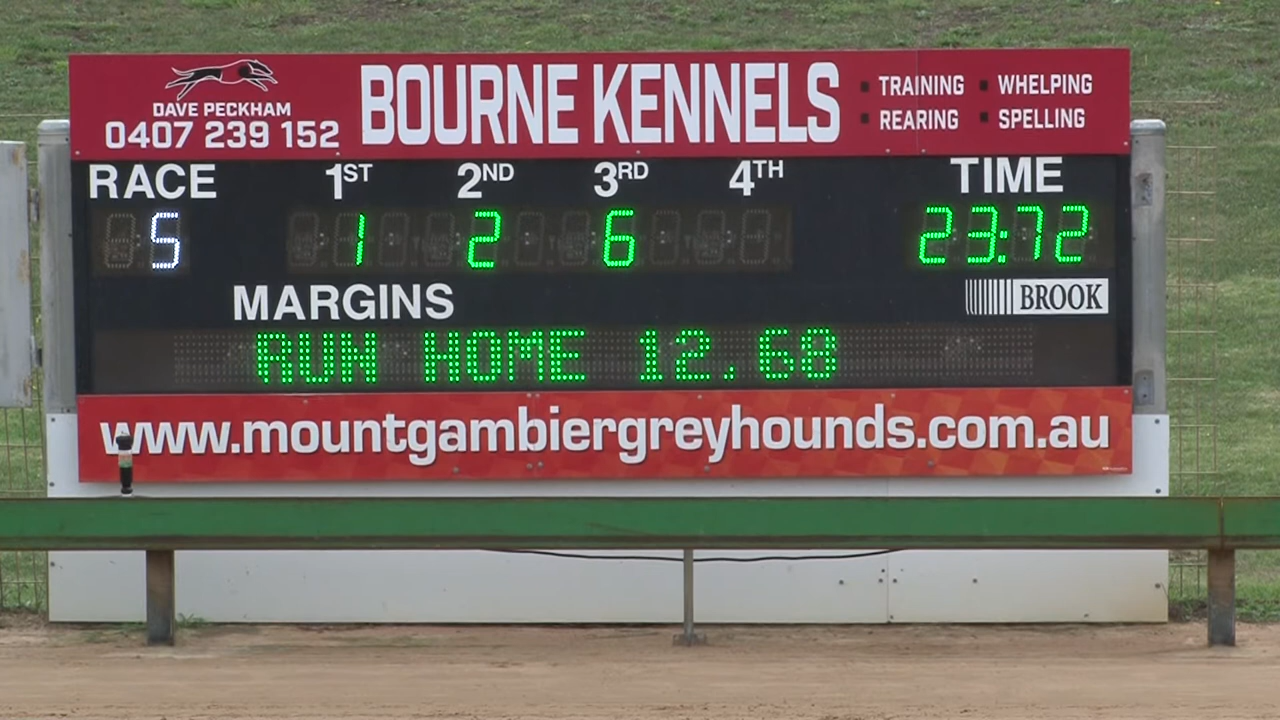 DAVE PECKHAM
0407 239 152
BOURNE KENNELS
TRAINING WHELPING
REARING SPELLING
RACE 1ST 2ND 3RD 4TH TIME
5 1 2 6 23:72
MARGINS
BROOK
RUN HOME 12.68
www.mountgambiergreyhounds.com.au